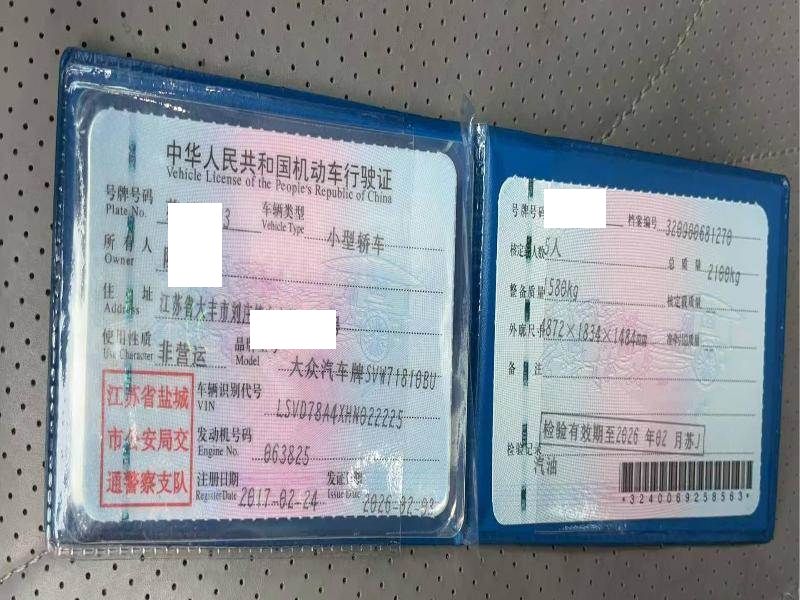 中华人民共和国机动车行驶证
Vehicle License of the People's Republic of China
号牌号码
Plate No.
3
车辆类型
Vehicle Type
小型轿车
所有人
Owner
住址
Address
江苏省大丰市刘庄
使用性质
Use Character
非营运
Model
大众汽车牌SVW71810BU
江苏省盐城
市公安局交
通警察支队
车辆识别代号
VIN
LSVD78A4XHN022225
发动机号码
Engine No.
063825
注册日期
Register Date
2017-02-24
发证日期
Issue Date
2026-02-03
号牌号码
档案编号
320900681270
核定载人数
5人
总质量
2100kg
整备质量
1580kg
核定载质量
外廓尺寸
4872×1834×1484mm
准牵引总质量
备注
检验有效期至2026年02月苏J
检验记录
汽油
*3240069258563*